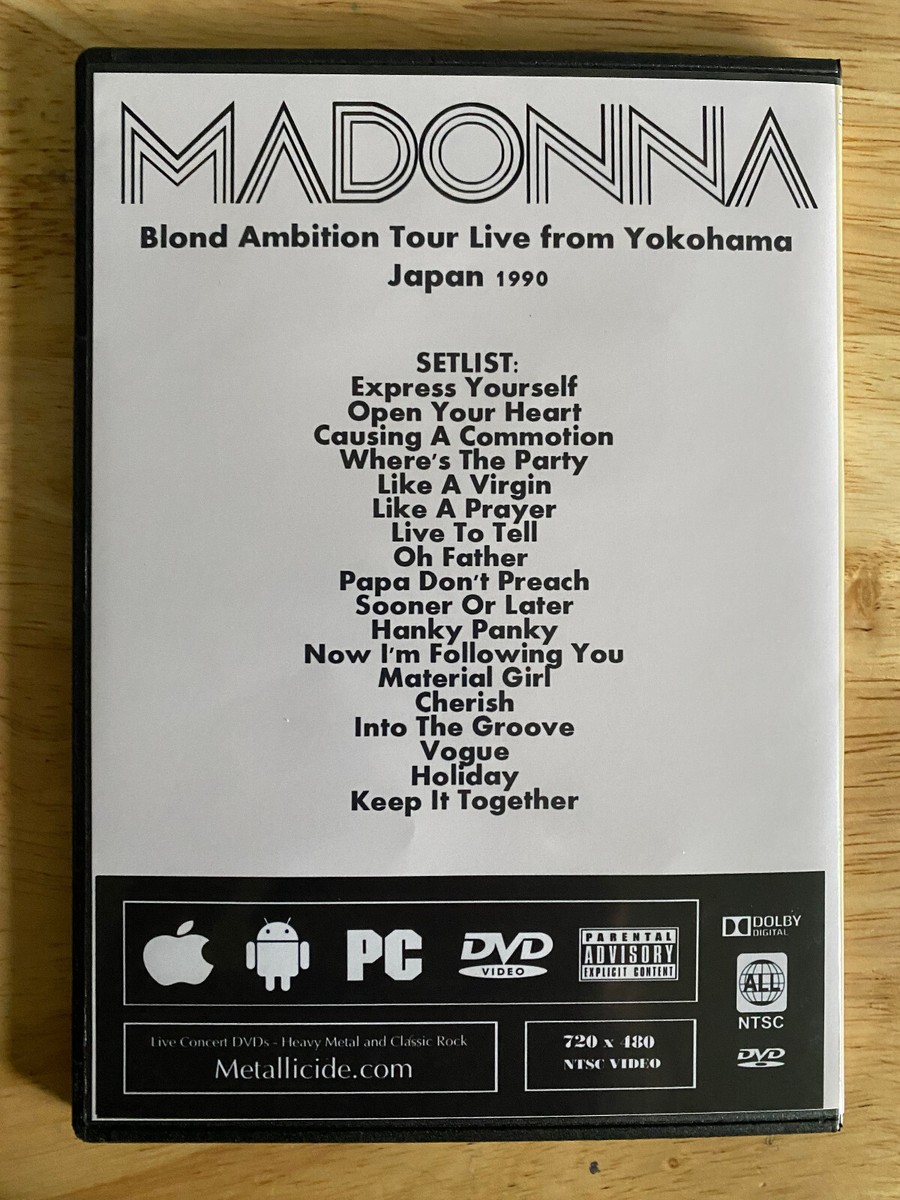 MADONNA
Blond Ambition Tour Live from Yokohama
Japan 1990
SETLIST:
Express Yourself
Open Your Heart
Causing A Commotion
Where's The Party
Like A Virgin
Like A Prayer
Live To Tell
Oh Father
Papa Don't Preach
Sooner Or Later
Hanky Panky
Now I'm Following You
Material Girl
Cherish
Into The Groove
Vogue
Holiday
Keep It Together
PC
DVD
VIDEO
PARENTAL
ADVISORY
EXPLICIT CONTENT
DOLBY
DIGITAL
ALL
NTSC
DVD
Live Concert DVDs - Heavy Metal and Classic Rock
Metallicide.com
720 x 480
NTSC VIDEO